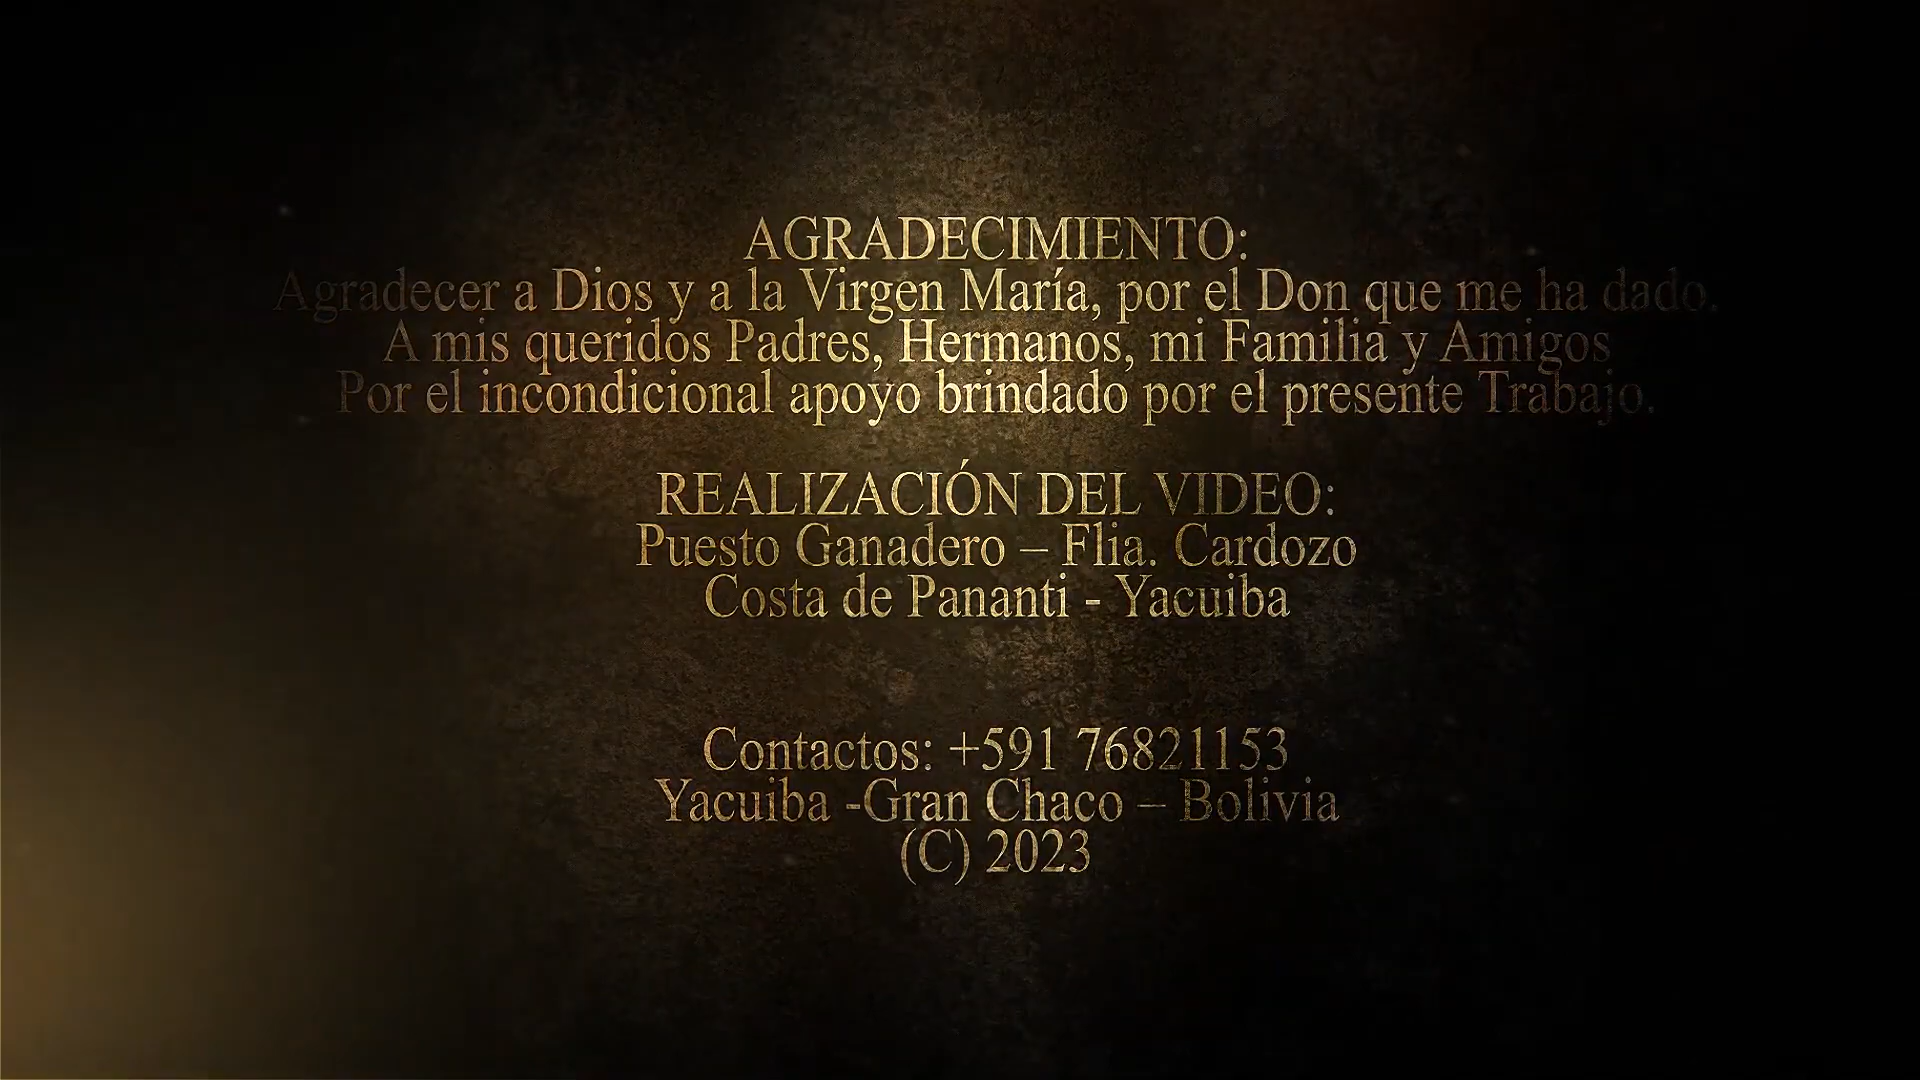 AGRADECIMIENTO:
Agradecer a Dios y a la Virgen María, por el Don que me ha dado.
A mis queridos Padres, Hermanos, mi Familia y Amigos
Por el incondicional apoyo brindado por el presente Trabajo.
REALIZACIÓN DEL VIDEO:
Puesto Ganadero – Flia. Cardozo
Costa de Pananti - Yacuiba
Contactos: +591 76821153
Yacuiba -Gran Chaco – Bolivia
(C) 2023